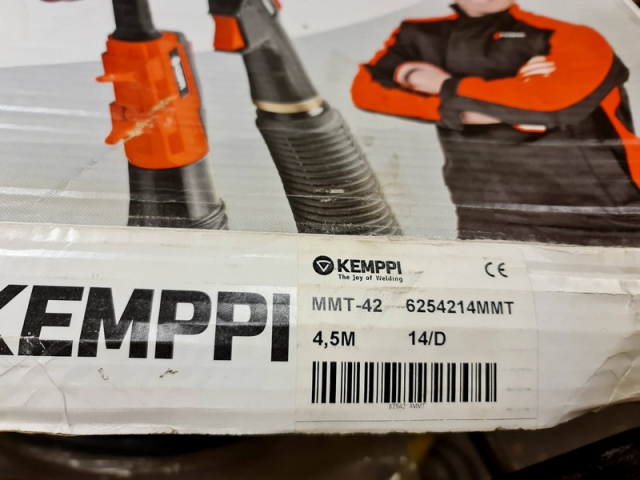 KEMPPI
The Joy of Welding
CE
MMT-42 6254214MMT
4,5M 14/D
KEMPPI